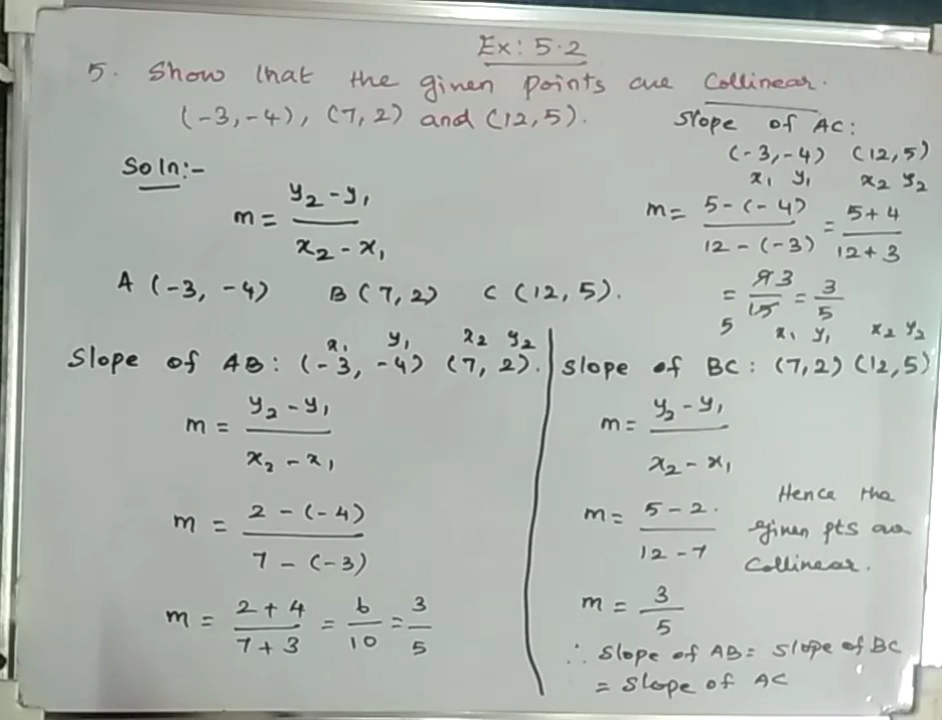 Ex: 5.2
5. Show that the given points are Collinear.
(-3,-4), (7,2) and (12,5).
Soln:-
m = y₂ - y₁ / x₂ - x₁
A (-3, -4) B (7, 2) C (12, 5).
Slope of AB: (-3, -4) (7, 2).
x₁ y₁ x₂ y₂
m = y₂ - y₁ / x₂ - x₁
m = 2 - (-4) / 7 - (-3)
m = 2 + 4 / 7 + 3 = 6 / 10 = 3 / 5
Slope of AC:
(-3, -4) (12, 5)
x₁ y₁ x₂ y₂
m = 5 - (-4) / 12 - (-3) = 5 + 4 / 12 + 3
= 9 3 / 15 5 = 3 / 5
x₁ y₁ x₂ y₂
Slope of BC: (7,2) (12,5)
m = y₂ - y₁ / x₂ - x₁
m = 5 - 2 / 12 - 7
m = 3 / 5
∴ Slope of AB = Slope of BC
= Slope of AC
Hence the
given pts are
Collinear.